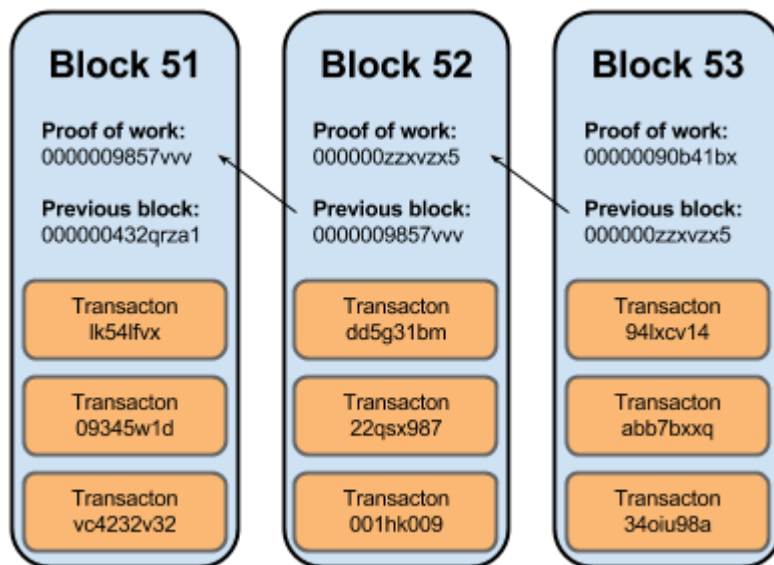 Block 51
Proof of work:
0000009857vvv
Previous block:
000000432qrza1
Transacton
lk54lfvx
Transacton
09345w1d
Transacton
vc4232v32
Block 52
Proof of work:
000000zzxvzx5
Previous block:
0000009857vvv
Transacton
dd5g31bm
Transacton
22qsx987
Transacton
001hk009
Block 53
Proof of work:
00000090b41bx
Previous block:
000000zzxvzx5
Transacton
94lxcv14
Transacton
abb7bxxq
Transacton
34oiu98a